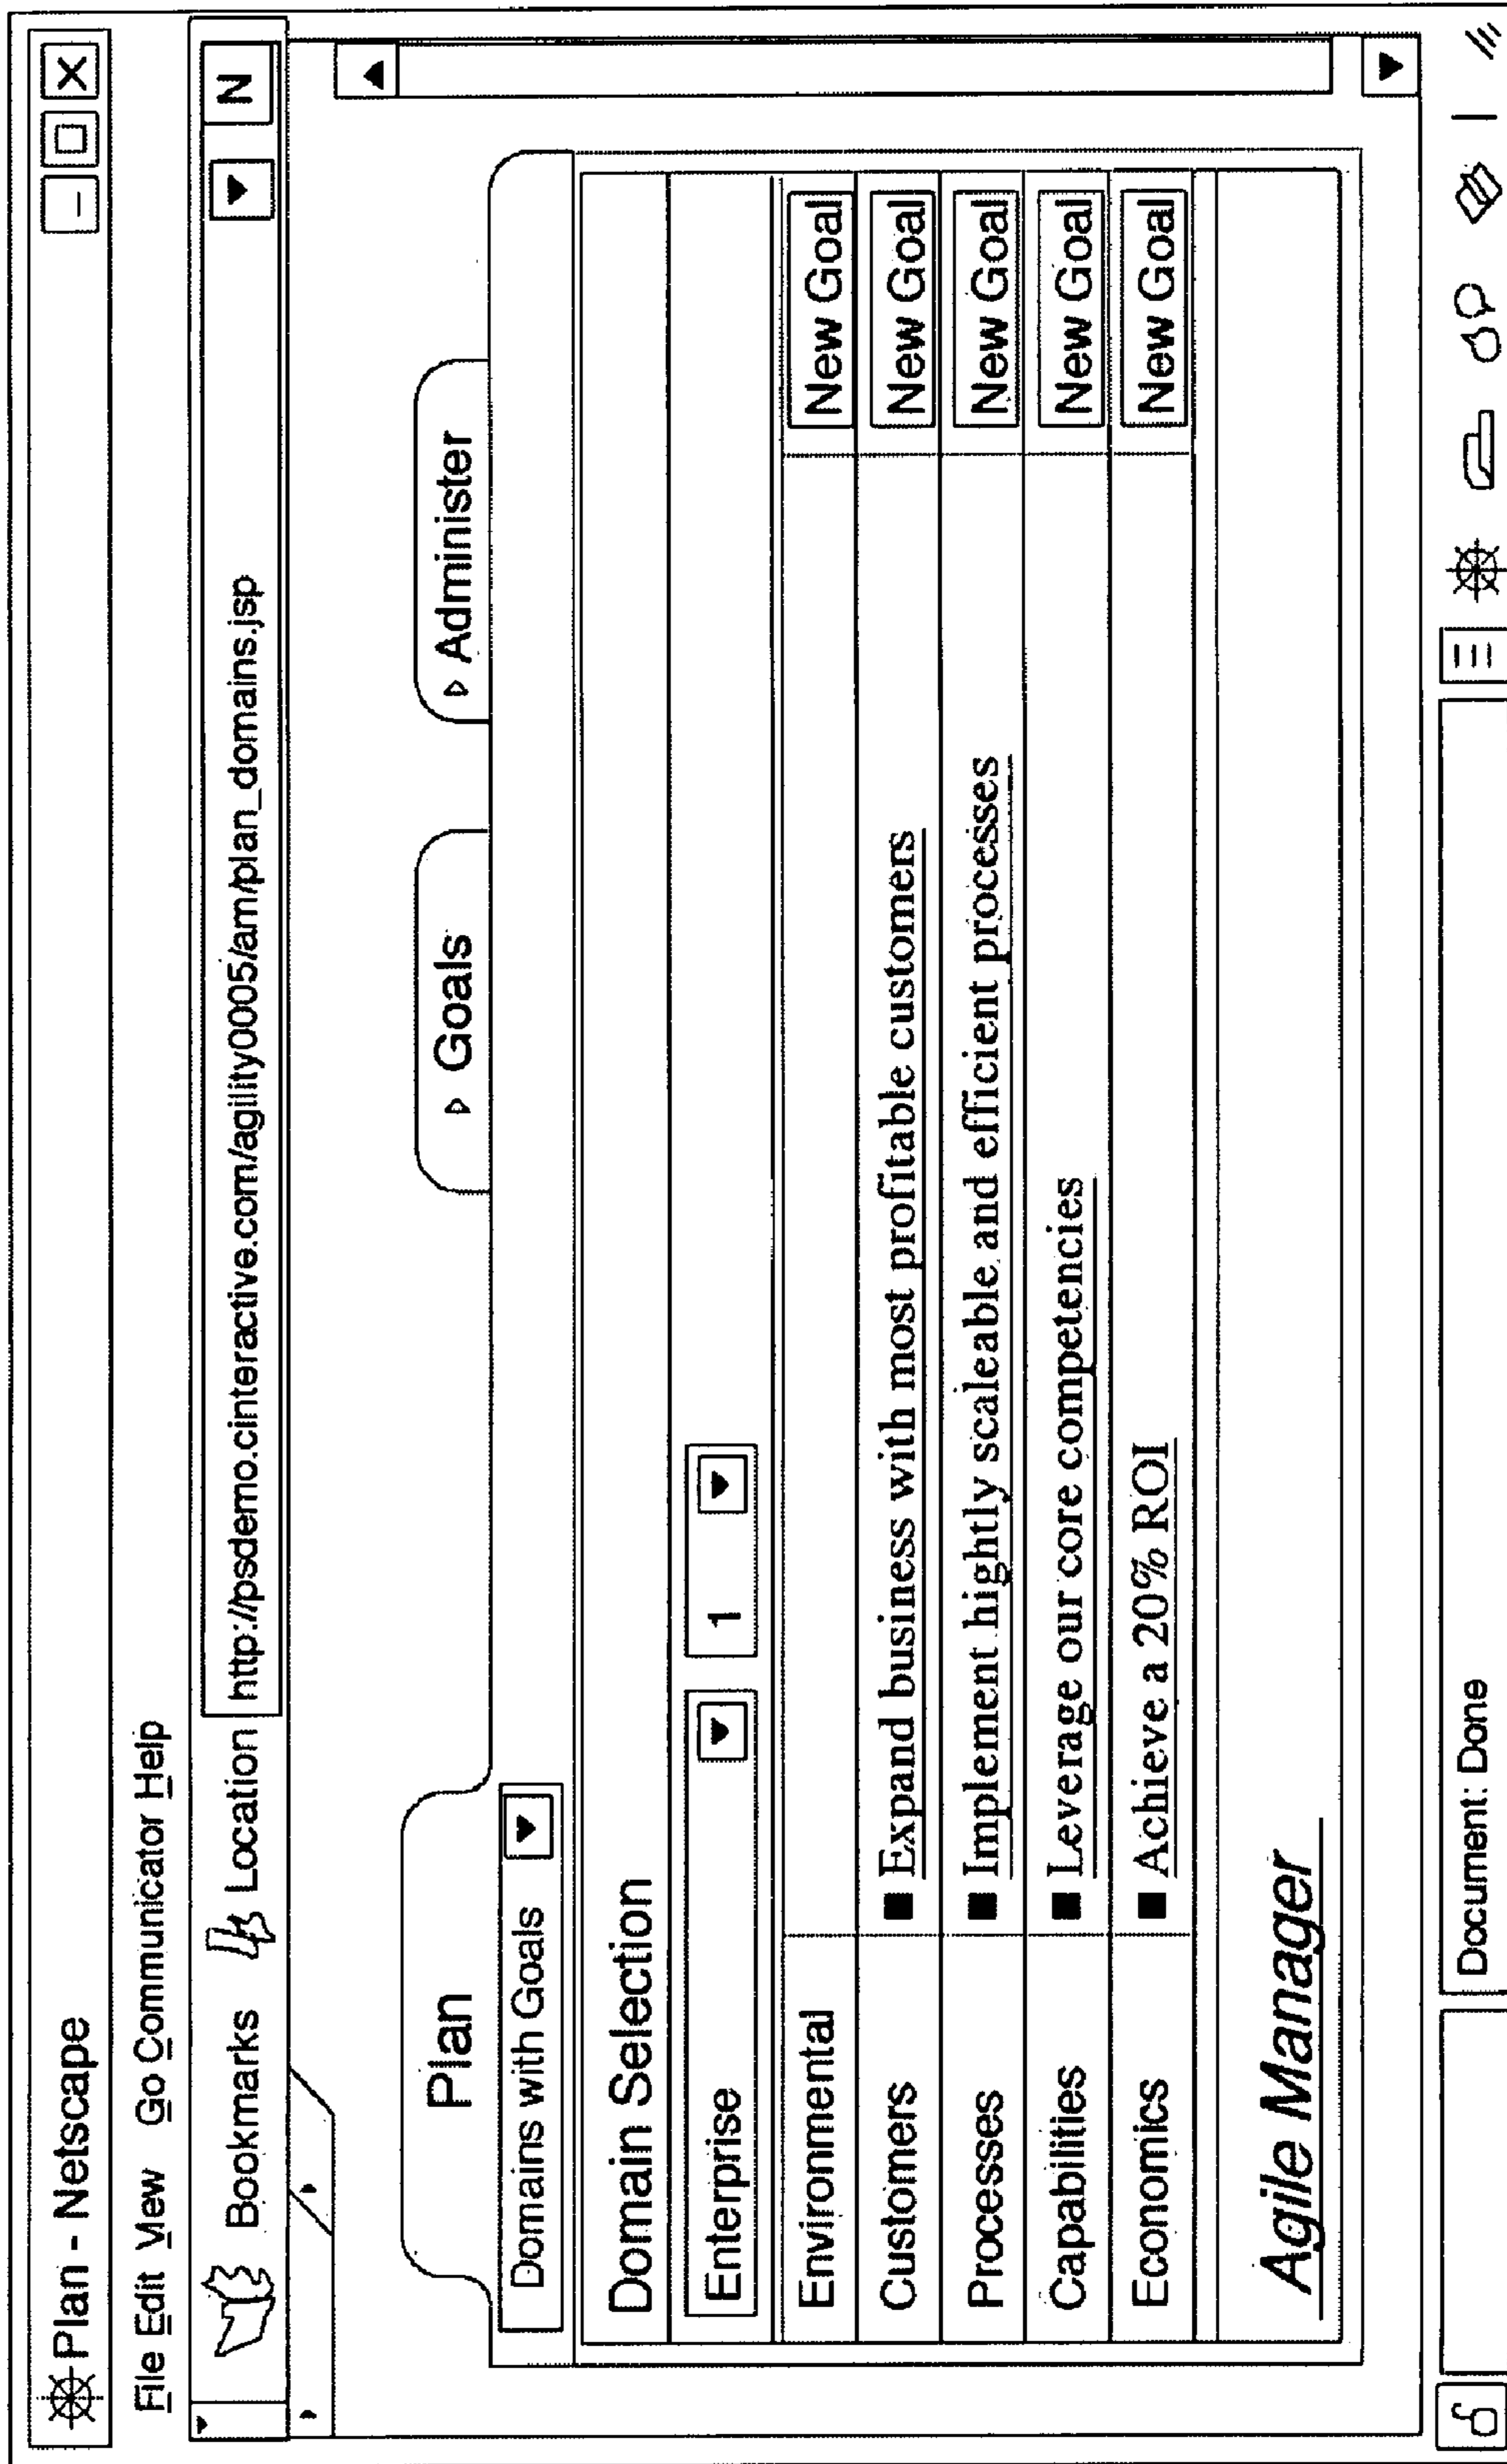 Plan - Netscape
File Edit View Go Communicator Help
Bookmarks Location http://psdemo.cinteractive.com/agility0005/am/plan_domains.jsp N
Plan Goals Administer
Domains with Goals
Domain Selection
Enterprise 1
Environmental New Goal
Customers ■ Expand business with most profitable customers New Goal
Processes ■ Implement highly scaleable and efficient processes New Goal
Capabilities ■ Leverage our core competencies New Goal
Economics ■ Achieve a 20% ROI New Goal
Agile Manager
Document: Done